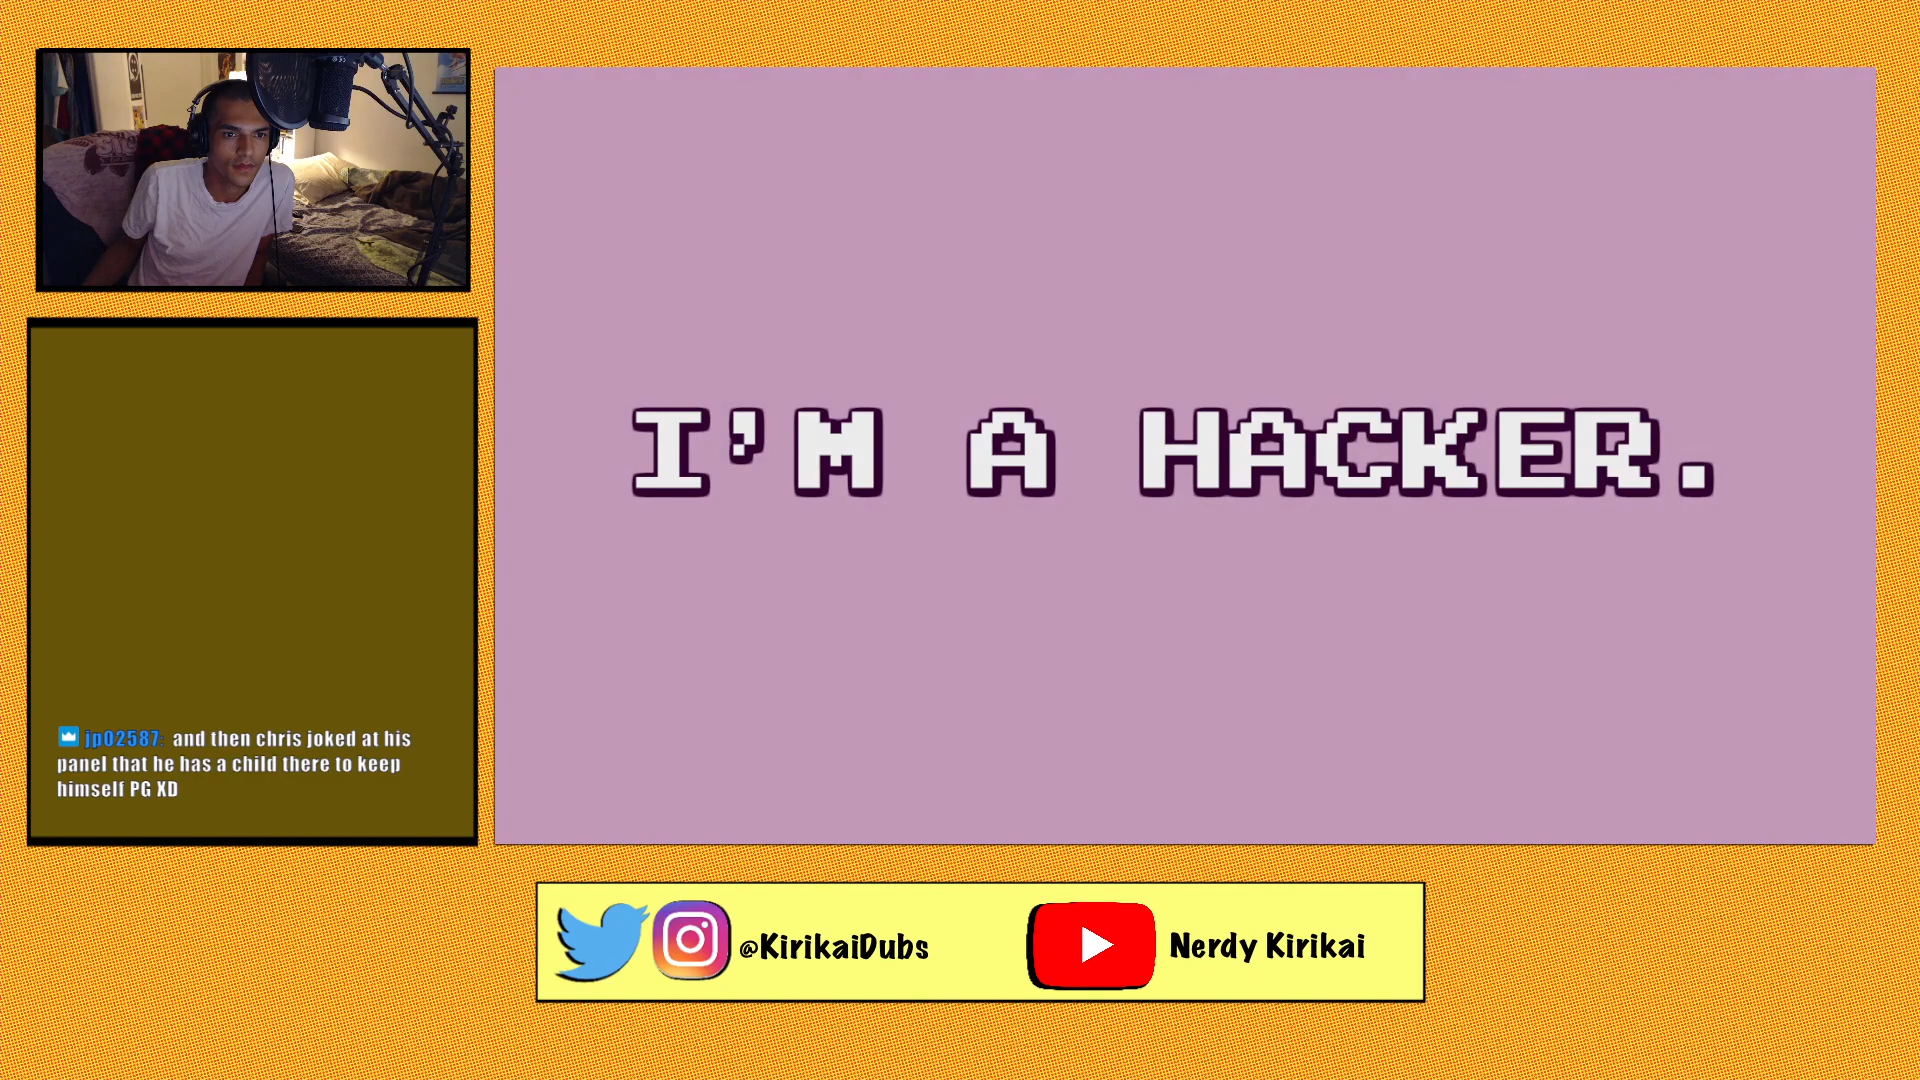 I'M A HACKER.
jp02587: and then chris joked at his
panel that he has a child there to keep
himself PG XD
@KirikaiDubs
Nerdy Kirikai